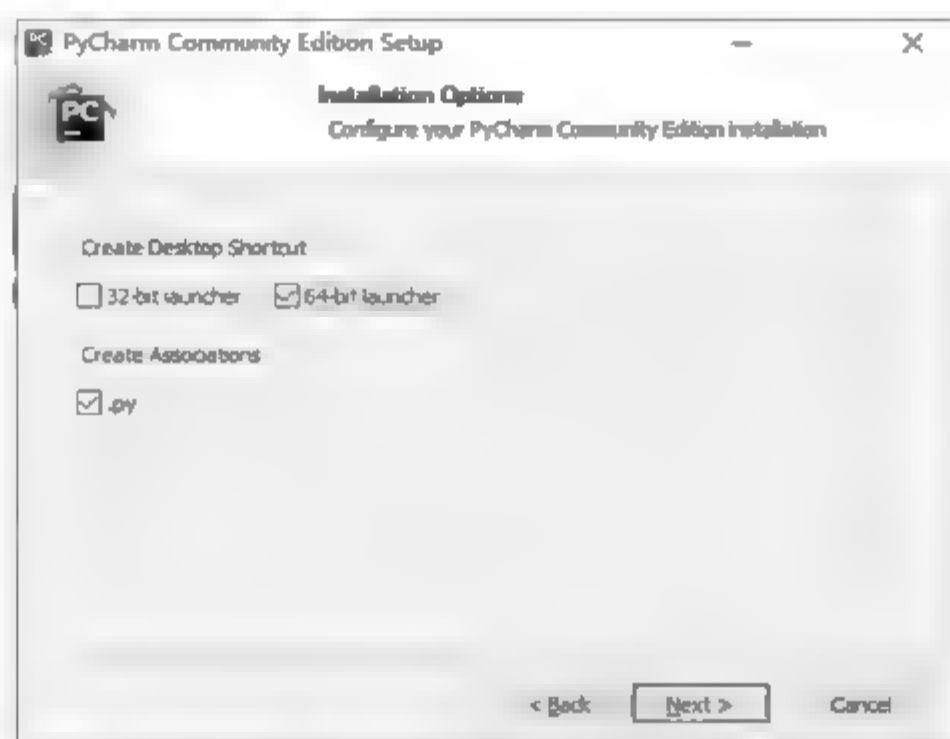 PyCharm Community Edition Setup
PC
Installation Options
Configure your PyCharm Community Edition installation
Create Desktop Shortcut
32-bit launcher 64-bit launcher
Create Associations
.py
< Back Next > Cancel